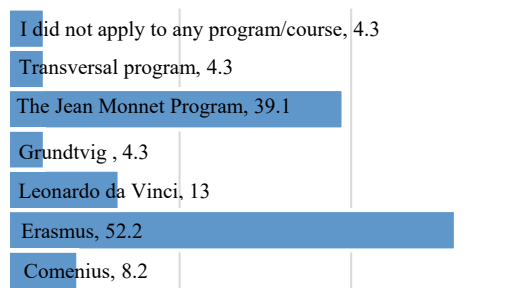 I did not apply to any program/course, 4.3
Transversal program, 4.3
The Jean Monnet Program, 39.1
Grundtvig , 4.3
Leonardo da Vinci, 13
Erasmus, 52.2
Comenius, 8.2